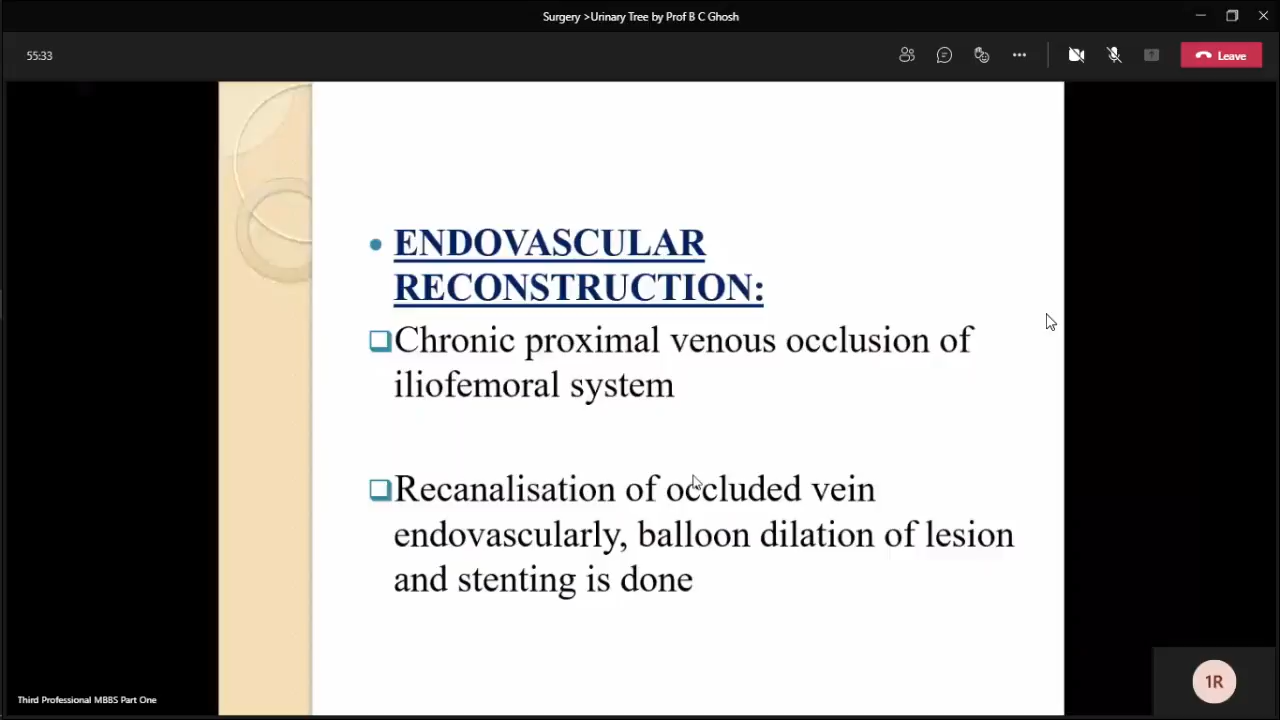 Surgery >Urinary Tree by Prof B C Ghosh
55:33
Leave
ENDOVASCULAR
RECONSTRUCTION:
Chronic proximal venous occlusion of
iliofemoral system
Recanalisation of occluded vein
endovascularly, balloon dilation of lesion
and stenting is done
Third Professional MBBS Part One
1R